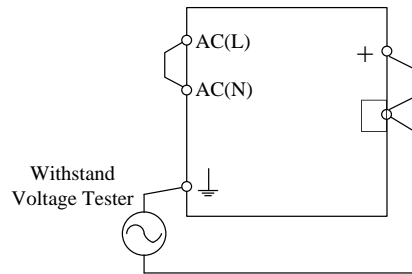 AC(L)
+
AC(N)
Withstand
Voltage Tester